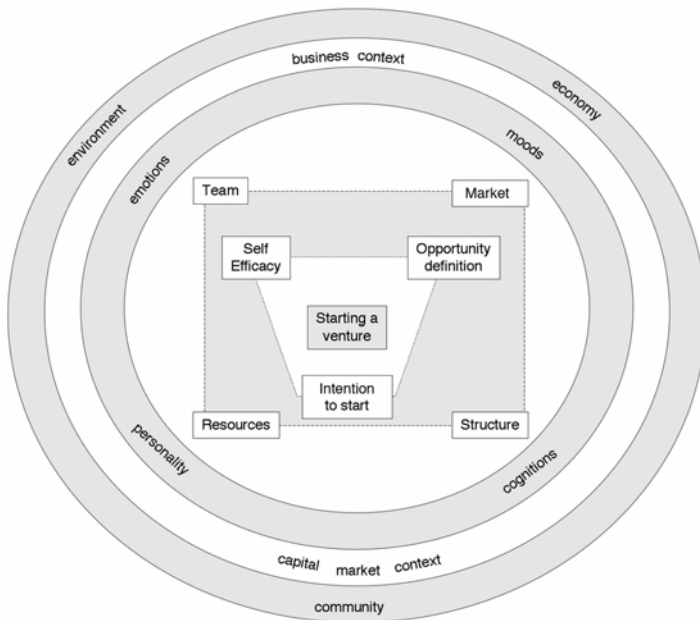 business context
economy
environment
moods
emotions
Team
Market
Self
Efficacy
Opportunity
definition
Starting a
venture
Intention
to start
Resources
Structure
personality
cognitions
capital market context
community